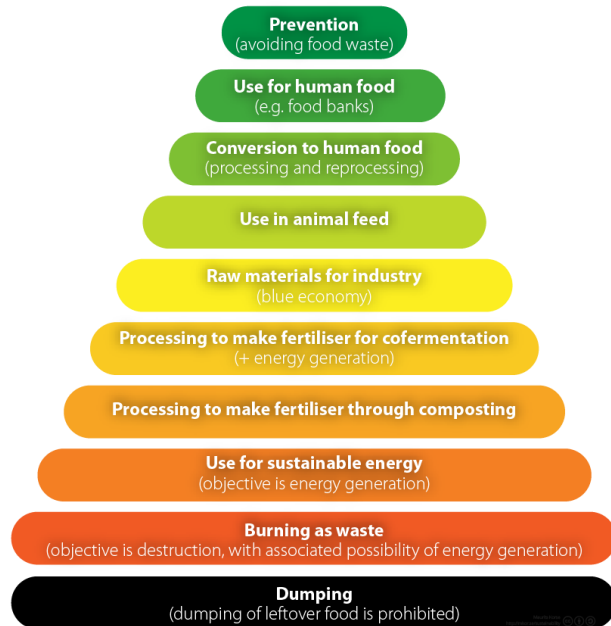 Prevention
(avoiding food waste)
Use for human food
(e.g. food banks)
Conversion to human food
(processing and reprocessing)
Use in animal feed
Raw materials for industry
(blue economy)
Processing to make fertiliser for cofermentation
(+ energy generation)
Processing to make fertiliser through composting
Use for sustainable energy
(objective is energy generation)
Burning as waste
(objective is destruction, with associated possibility of energy generation)
Dumping
(dumping of leftover food is prohibited)